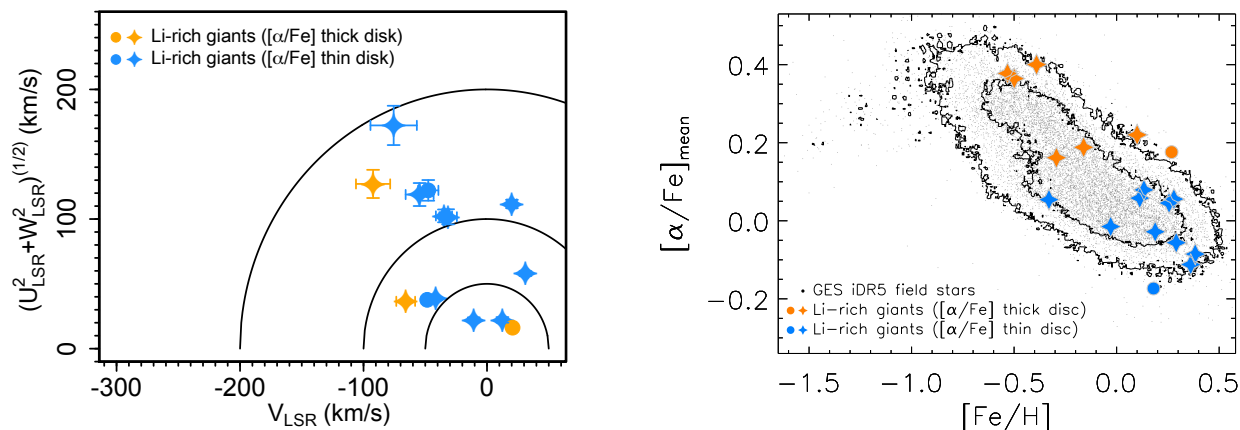 Li-rich giants ([α/Fe] thick disk)
Li-rich giants ([α/Fe] thin disk)
(U²LSR+W²LSR)^(1/2) (km/s)
0 100 200
-300 -200 -100 0
VLSR (km/s)
0.4
0.2
0.0
−0.2
[α/Fe]mean
GES iDR5 field stars
Li-rich giants ([α/Fe] thick disc)
Li-rich giants ([α/Fe] thin disc)
−1.5 −1.0 −0.5 0.0 0.5
[Fe/H]